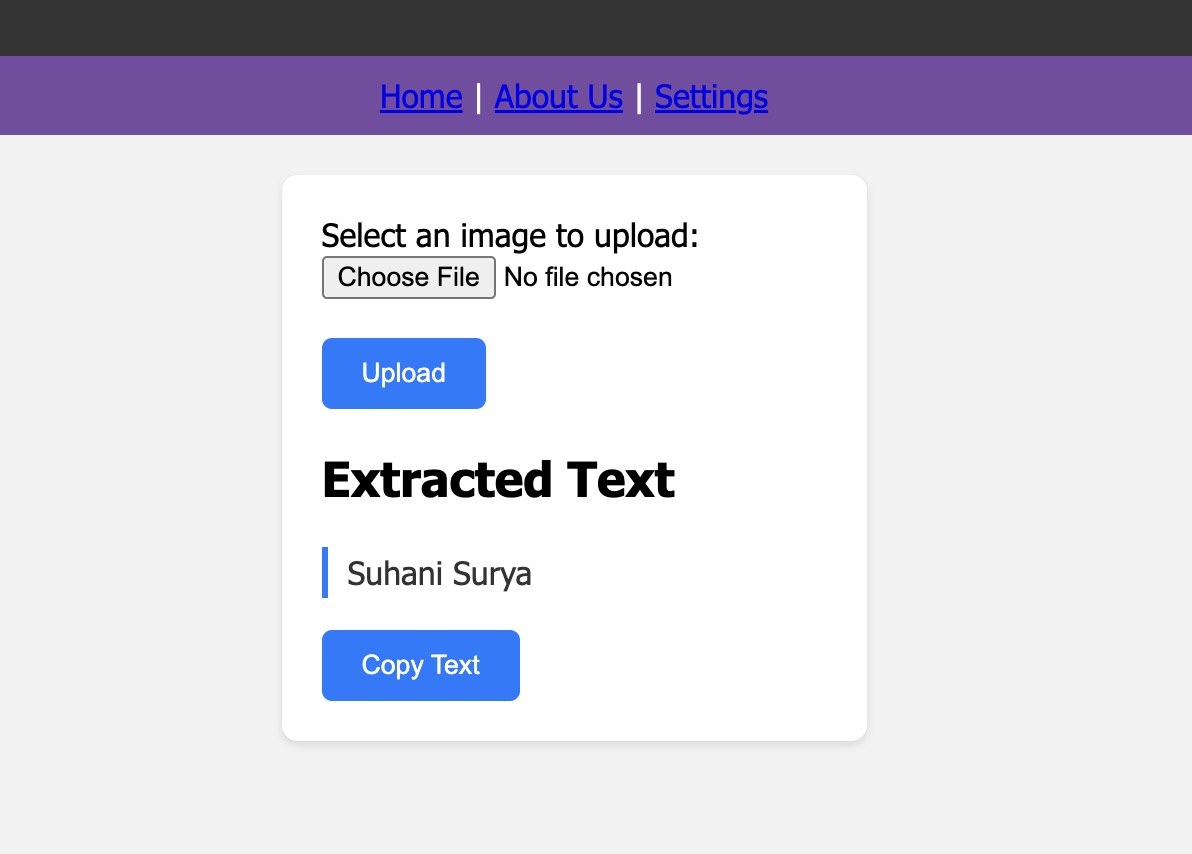 Home | About Us | Settings
Select an image to upload:
Choose File No file chosen
Upload
Extracted Text
Suhani Surya
Copy Text